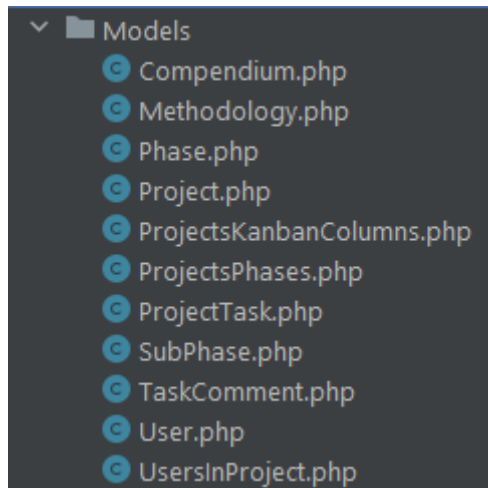 Models
Compendium.php
Methodology.php
Phase.php
Project.php
ProjectsKanbanColumns.php
ProjectsPhases.php
ProjectTask.php
SubPhase.php
TaskComment.php
User.php
UsersInProject.php